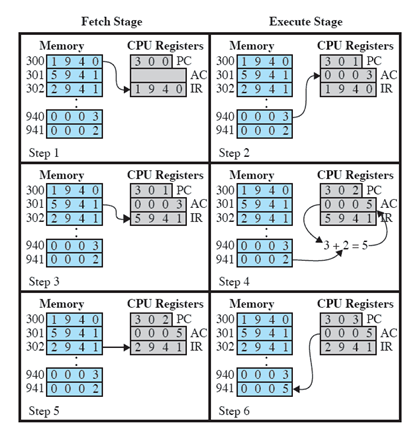 Fetch Stage Execute Stage
Memory CPU Registers Memory CPU Registers
300 1 9 4 0 3 0 0 PC 300 1 9 4 0 3 0 1 PC
301 5 9 4 1 AC 301 5 9 4 1 0 0 0 3 AC
302 2 9 4 1 1 9 4 0 IR 302 2 9 4 1 1 9 4 0 IR
940 0 0 0 3 940 0 0 0 3
941 0 0 0 2 941 0 0 0 2
Step 1 Step 2
Memory CPU Registers Memory CPU Registers
300 1 9 4 0 3 0 1 PC 300 1 9 4 0 3 0 2 PC
301 5 9 4 1 0 0 0 3 AC 301 5 9 4 1 0 0 0 5 AC
302 2 9 4 1 5 9 4 1 IR 302 2 9 4 1 5 9 4 1 IR
940 0 0 0 3 940 0 0 0 3 3 + 2 = 5
941 0 0 0 2 941 0 0 0 2
Step 3 Step 4
Memory CPU Registers Memory CPU Registers
300 1 9 4 0 3 0 2 PC 300 1 9 4 0 3 0 3 PC
301 5 9 4 1 0 0 0 5 AC 301 5 9 4 1 0 0 0 5 AC
302 2 9 4 1 2 9 4 1 IR 302 2 9 4 1 2 9 4 1 IR
940 0 0 0 3 940 0 0 0 3
941 0 0 0 2 941 0 0 0 5
Step 5 Step 6